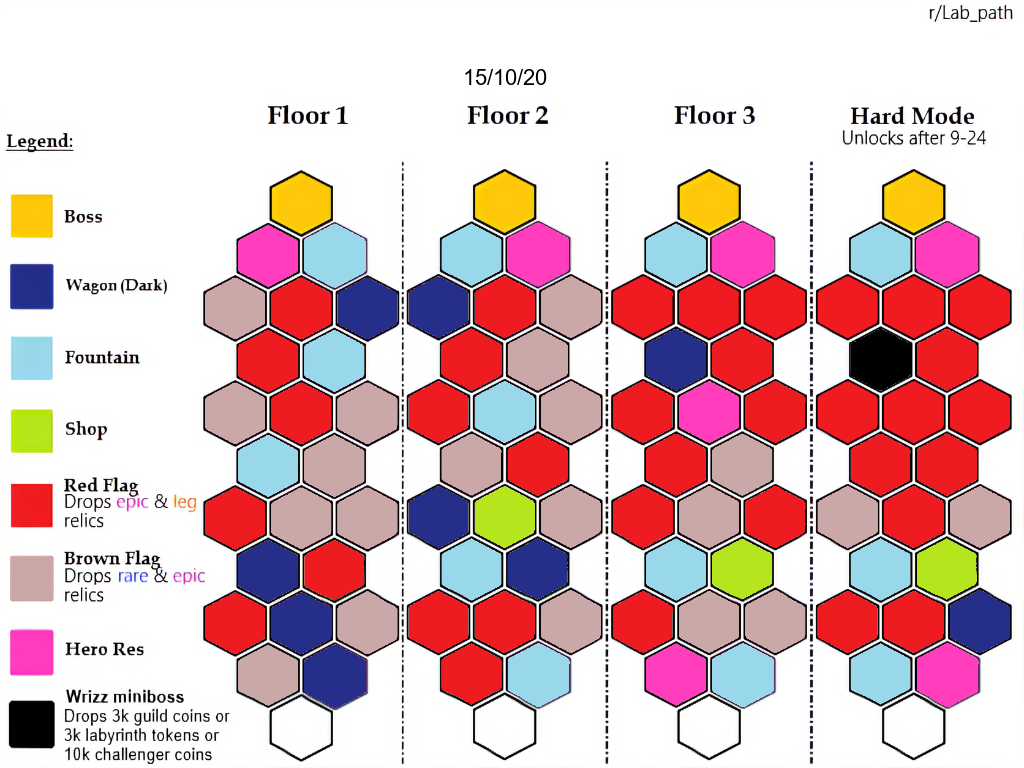 r/Lab_path
15/10/20
Floor 1
Floor 2
Floor 3
Hard Mode
Unlocks after 9-24
Legend:
Boss
Wagon (Dark)
Fountain
Shop
Red Flag
Drops epic & leg
relics
Brown Flag
Drops rare & epic
relics
Hero Res
Wrizz miniboss
Drops 3k guild coins or
3k labyrinth tokens or
10k challenger coins